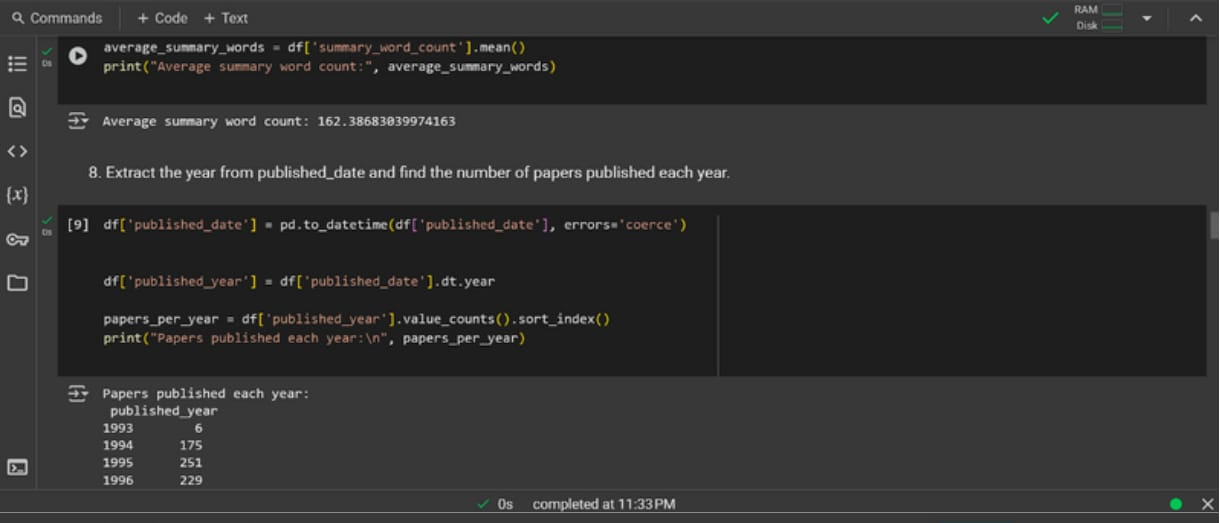 Commands + Code + Text
RAM
Disk
0s
average_summary_words = df['summary_word_count'].mean()
print("Average summary word count:", average_summary_words)
Average summary word count: 162.38683039974163
8. Extract the year from published_date and find the number of papers published each year.
{x}
0s
[9] df['published_date'] = pd.to_datetime(df['published_date'], errors='coerce')
df['published_year'] = df['published_date'].dt.year
papers_per_year = df['published_year'].value_counts().sort_index()
print("Papers published each year:\n", papers_per_year)
Papers published each year:
published_year
1993 6
1994 175
1995 251
1996 229
0s completed at 11:33 PM